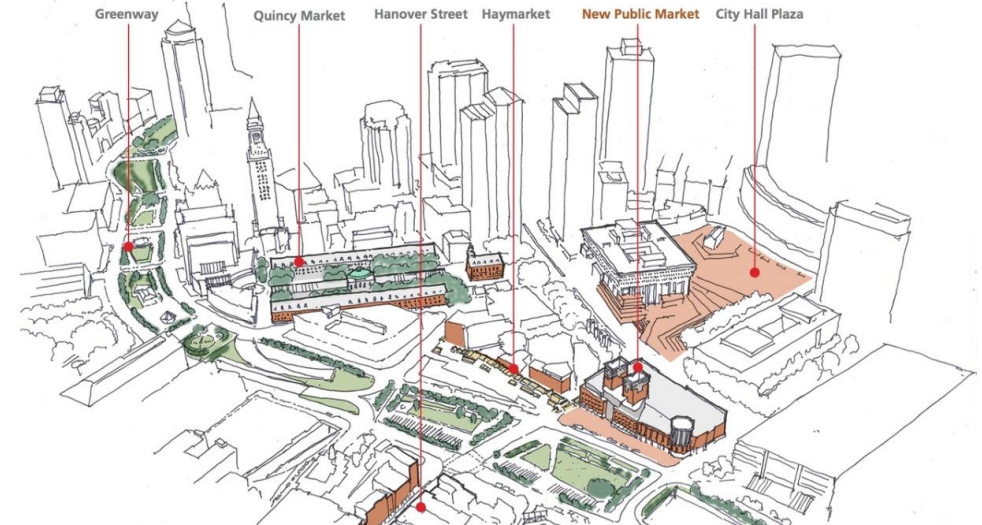 Greenway
Quincy Market
Hanover Street
Haymarket
New Public Market
City Hall Plaza